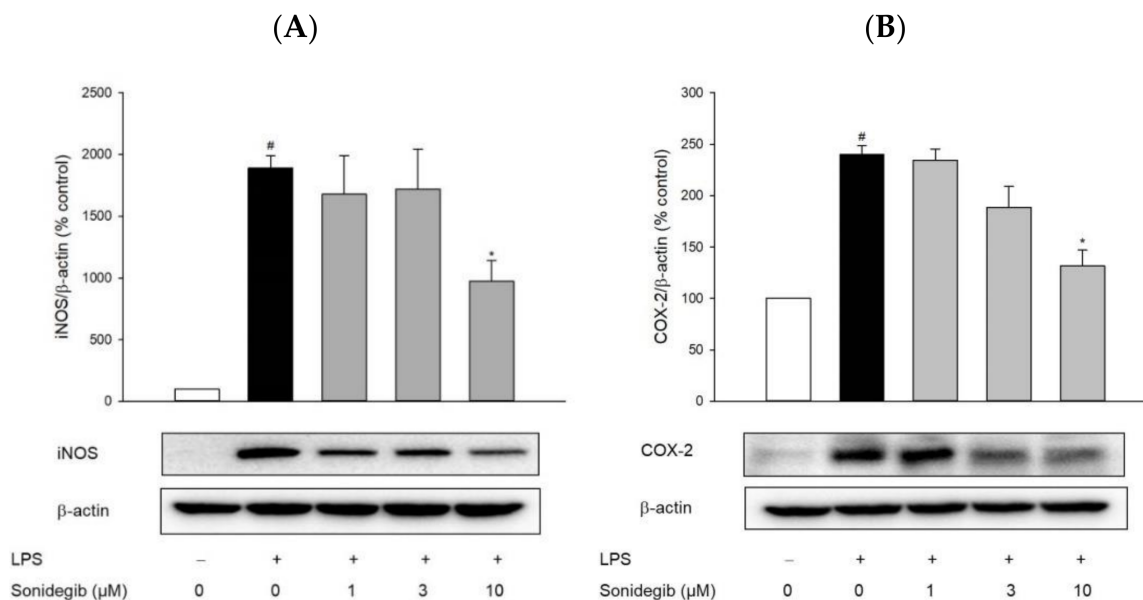 (A)
2500
2000
1500
1000
500
0
iNOS/β-actin (% control)
#
*
iNOS
β-actin
LPS – + + + +
Sonidegib (μM) 0 0 1 3 10
(B)
300
250
200
150
100
50
0
COX-2/β-actin (% control)
#
*
COX-2
β-actin
LPS – + + + +
Sonidegib (μM) 0 0 1 3 10